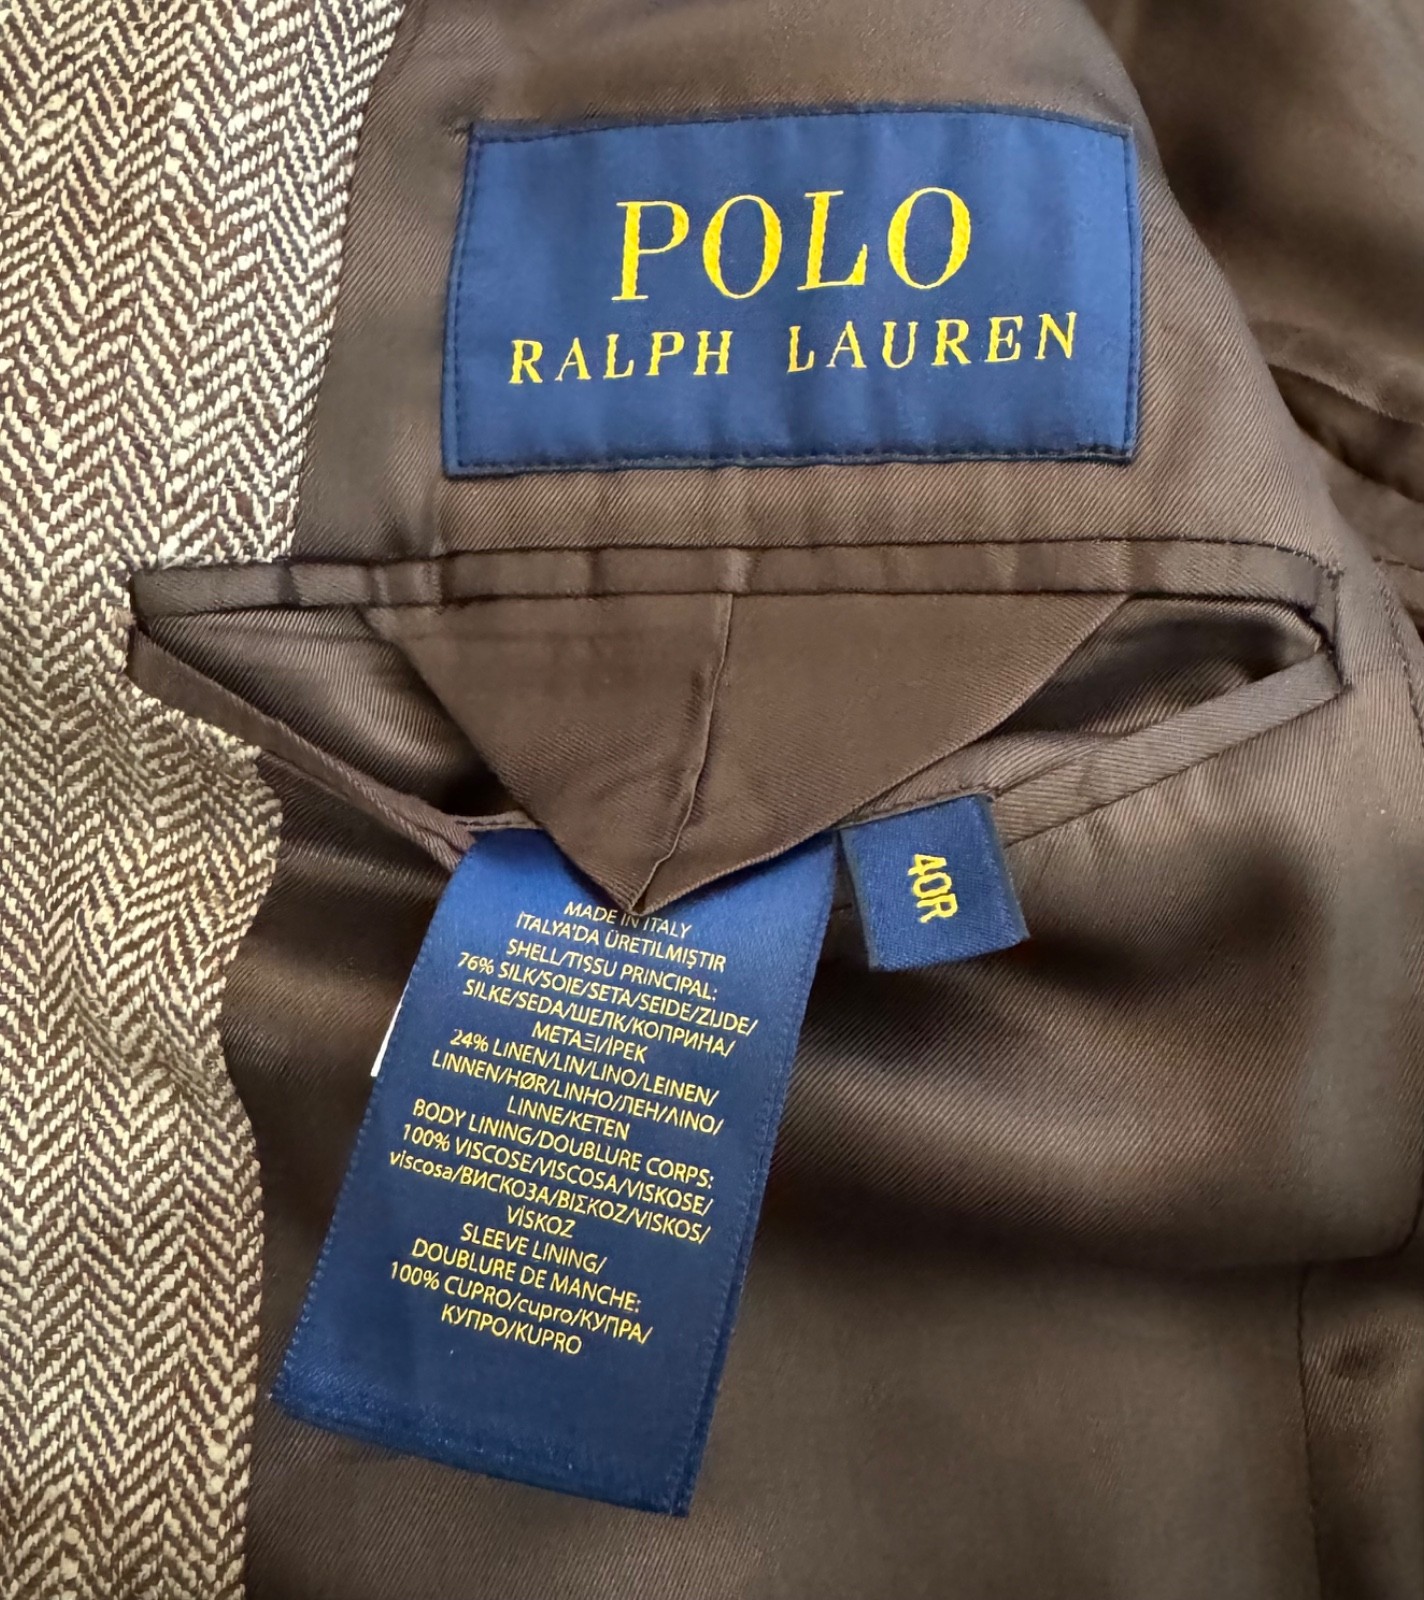 POLO
RALPH LAUREN
40R
MADE IN ITALY
İTALYA'DA ÜRETİLMİŞTİR
SHELL/TISSU PRINCIPAL:
76% SILK/SOIE/SETA/SEIDE/ZIJDE/
SILKE/SEDA/ШЕЛК/КОПРИНА/
ΜΕΤΑΞΙ/İPEK
24% LINEN/LIN/LINO/LEINEN/
LINNEN/HØR/LINHO/ЛЕН/ΛΙΝΟ/
LINNE/KETEN
BODY LINING/DOUBLURE CORPS:
100% VISCOSE/VISCOSA/VISKOSE/
viscosa/ВИСКОЗА/ΒΙΣΚΟΖ/VISKOS/
VİSKOZ
SLEEVE LINING/
DOUBLURE DE MANCHE:
100% CUPRO/cupro/КУПРА/
КУПРО/KUPRO